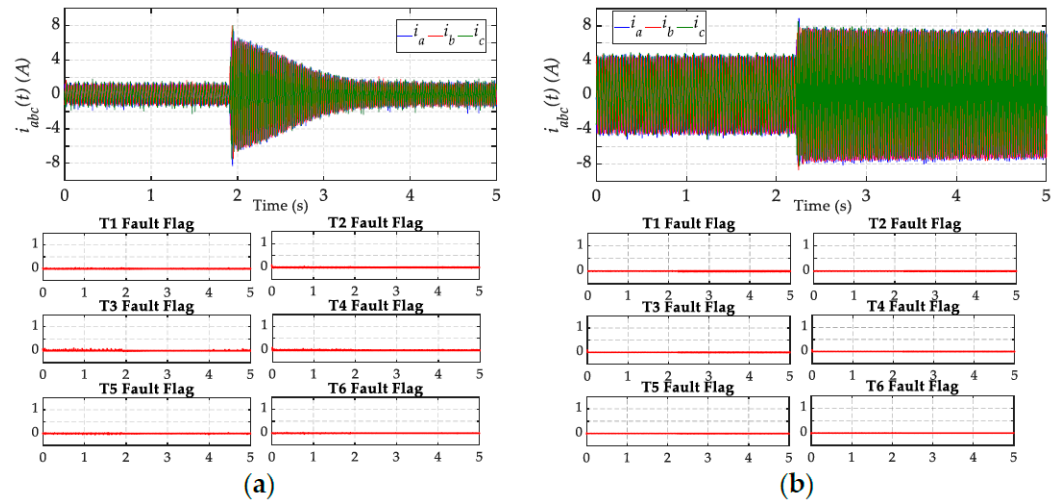 8
4
0
-4
-8
i_abc(t) (A)
i_a i_b i_c
0 1 2 3 4 5
Time (s)
T1 Fault Flag
1
0
0 1 2 3 4 5
T2 Fault Flag
1
0
0 1 2 3 4 5
T3 Fault Flag
1
0
0 1 2 3 4 5
T4 Fault Flag
1
0
0 1 2 3 4 5
T5 Fault Flag
1
0
0 1 2 3 4 5
T6 Fault Flag
1
0
0 1 2 3 4 5
(a)
8
4
0
-4
-8
i_abc(t) (A)
i_a i_b i_c
0 1 2 3 4 5
Time (s)
T1 Fault Flag
1
0
0 1 2 3 4 5
T2 Fault Flag
1
0
0 1 2 3 4 5
T3 Fault Flag
1
0
0 1 2 3 4 5
T4 Fault Flag
1
0
0 1 2 3 4 5
T5 Fault Flag
1
0
0 1 2 3 4 5
T6 Fault Flag
1
0
0 1 2 3 4 5
(b)